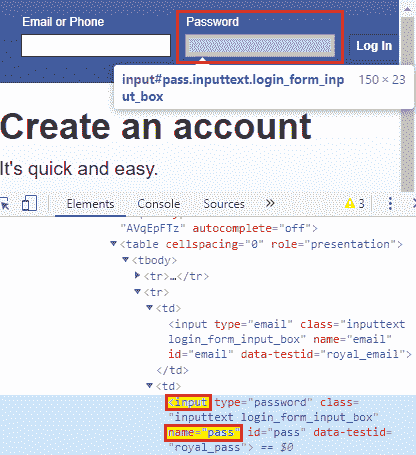 Email or Phone Password
Log In
input#pass.inputtext.login_form_inp
ut_box 150 × 23
Create an account
It's quick and easy.
Elements Console Sources » 3
"AVqEpFTz" autocomplete="off">
▼<table cellspacing="0" role="presentation">
▼<tbody>
▶<tr>…</tr>
▼<tr>
▼<td>
<input type="email" class="inputtext
login_form_input_box" name="email"
id="email" data-testid="royal_email">
</td>
▼<td>
<input type="password" class=
"inputtext login_form_input_box"
name="pass" id="pass" data-testid=
"royal_pass"> == $0